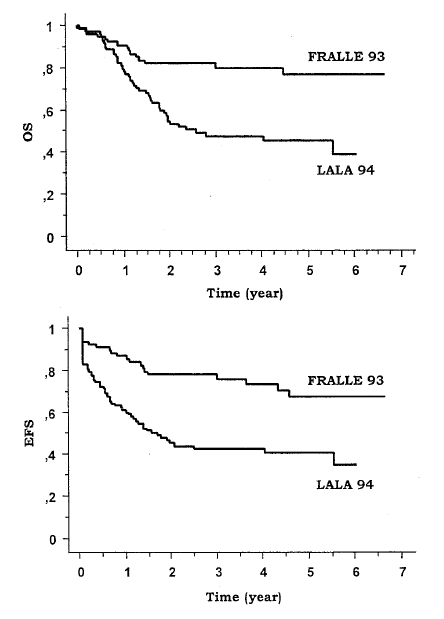 1
,8
,6
,4
,2
0
OS
FRALLE 93
LALA 94
0 1 2 3 4 5 6 7
Time (year)
1
,8
,6
,4
,2
0
EFS
FRALLE 93
LALA 94
0 1 2 3 4 5 6 7
Time (year)